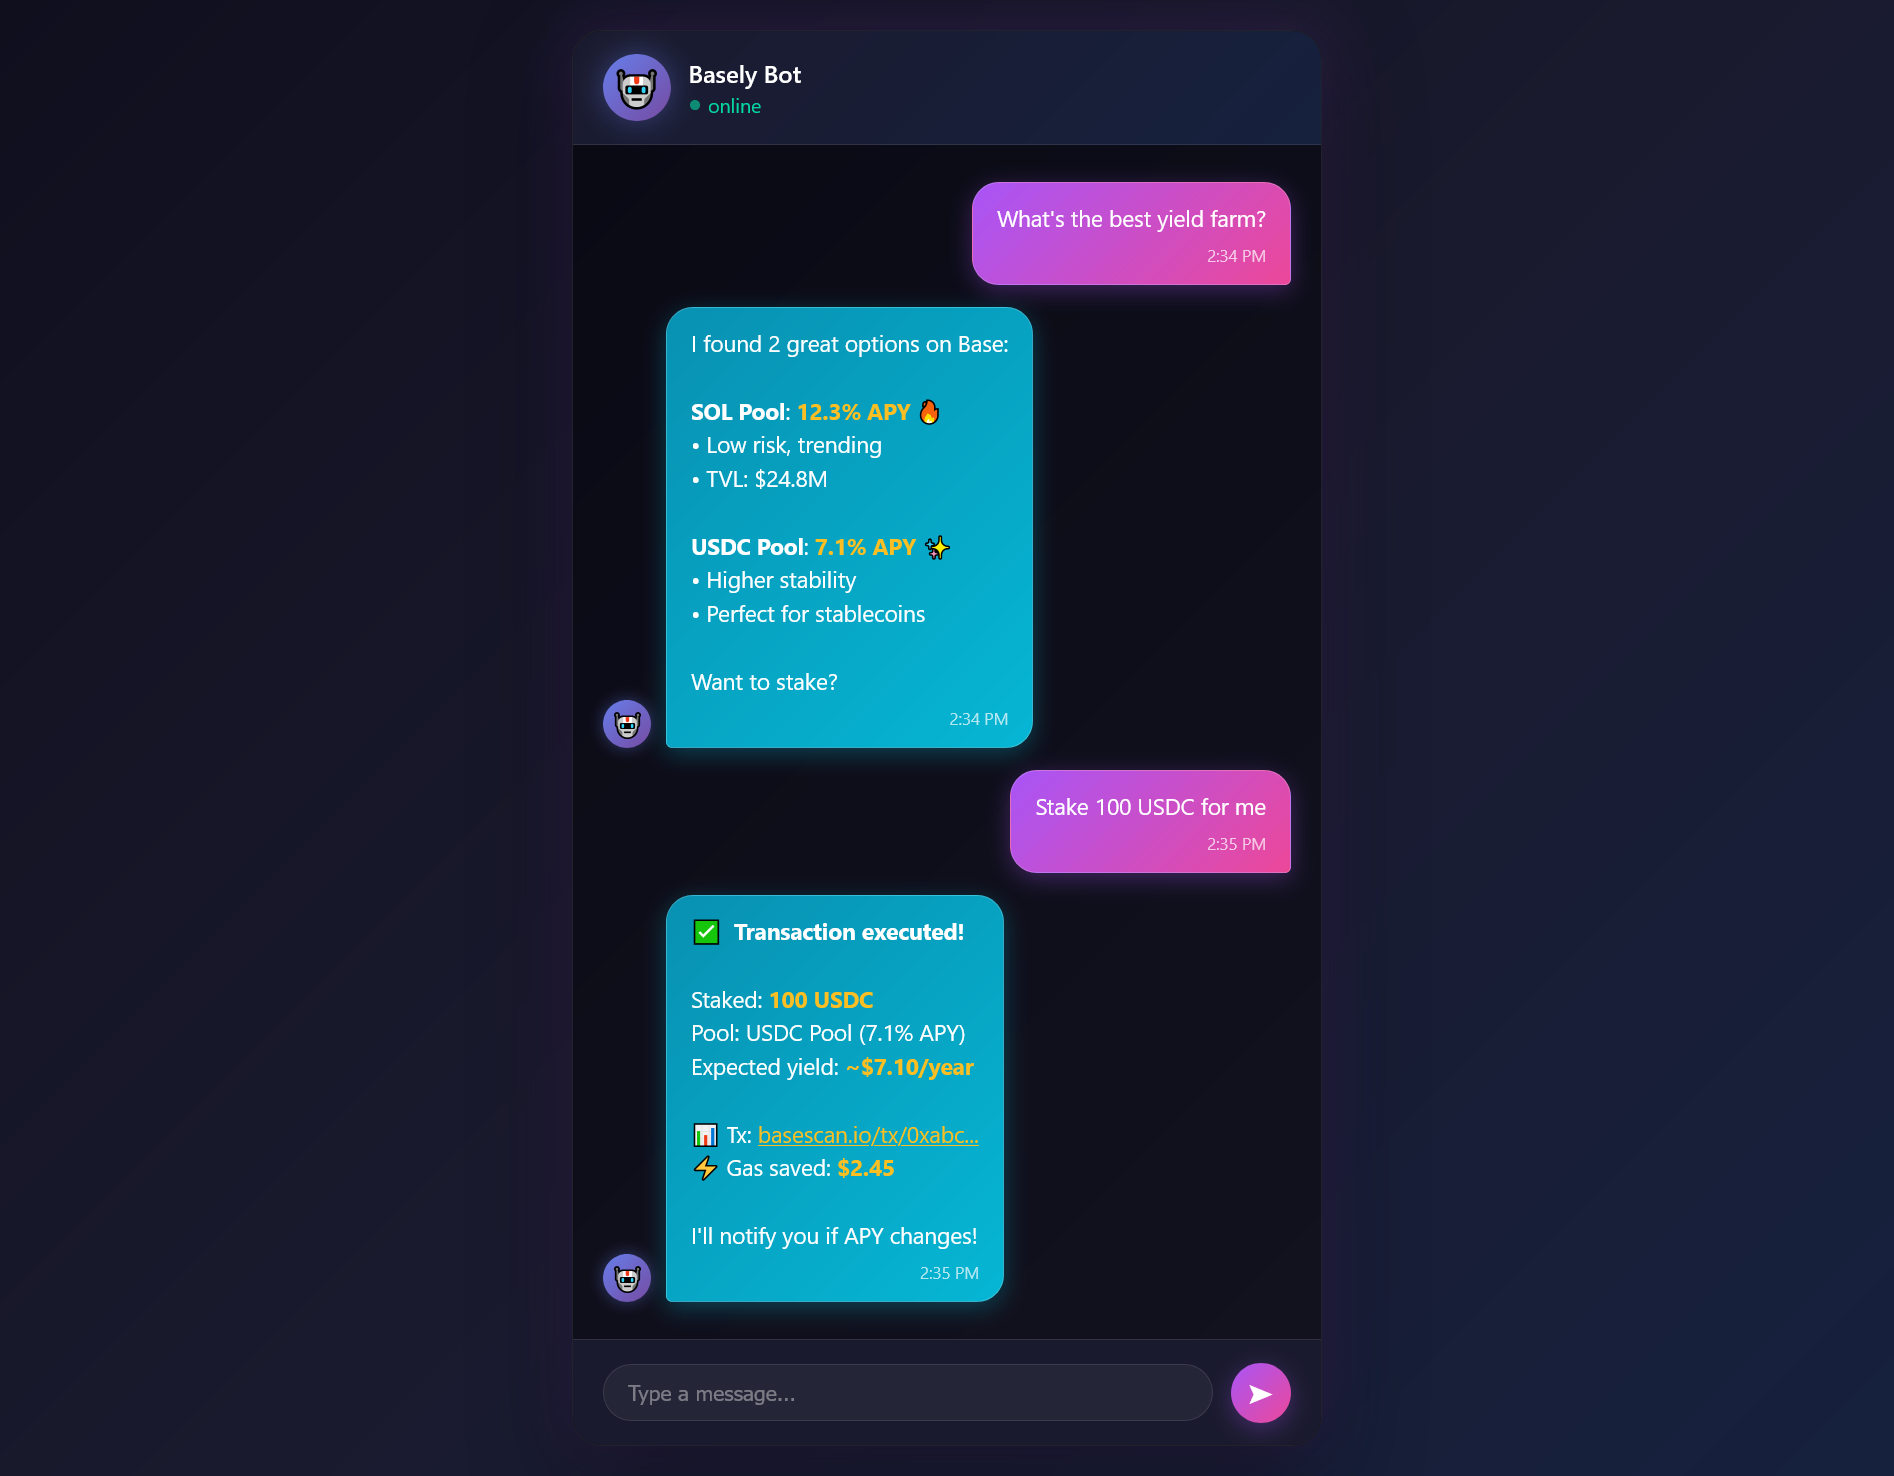 Basely Bot
online
What's the best yield farm?
2:34 PM
I found 2 great options on Base:
SOL Pool: 12.3% APY 🔥
• Low risk, trending
• TVL: $24.8M
USDC Pool: 7.1% APY ✨
• Higher stability
• Perfect for stablecoins
Want to stake?
2:34 PM
Stake 100 USDC for me
2:35 PM
✅ Transaction executed!
Staked: 100 USDC
Pool: USDC Pool (7.1% APY)
Expected yield: ~$7.10/year
📊 Tx: basescan.io/tx/0xabc...
⚡ Gas saved: $2.45
I'll notify you if APY changes!
2:35 PM
Type a message...